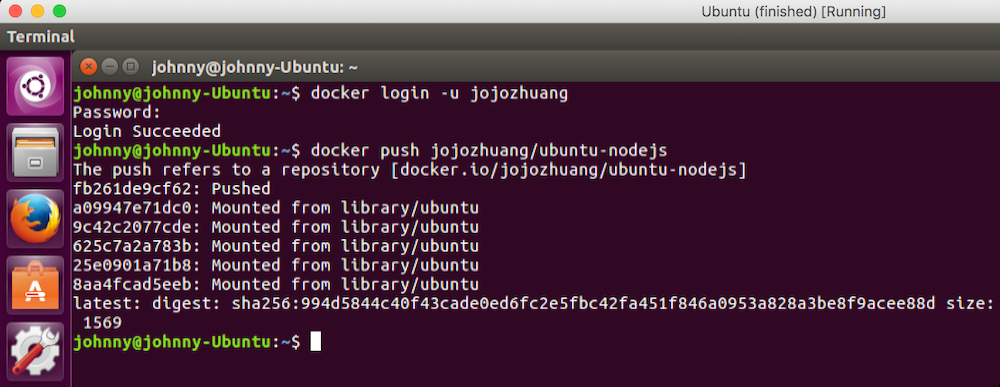 Ubuntu (finished) [Running]
Terminal
johnny@johnny-Ubuntu: ~
johnny@johnny-Ubuntu:~$ docker login -u jojozhuang
Password:
Login Succeeded
johnny@johnny-Ubuntu:~$ docker push jojozhuang/ubuntu-nodejs
The push refers to a repository [docker.io/jojozhuang/ubuntu-nodejs]
fb261de9cf62: Pushed
a09947e71dc0: Mounted from library/ubuntu
9c42c2077cde: Mounted from library/ubuntu
625c7a2a783b: Mounted from library/ubuntu
25e0901a71b8: Mounted from library/ubuntu
8aa4fcad5eeb: Mounted from library/ubuntu
latest: digest: sha256:994d5844c40f43cade0ed6fc2e5fbc42fa451f846a0953a828a3be8f9acee88d size:
1569
johnny@johnny-Ubuntu:~$